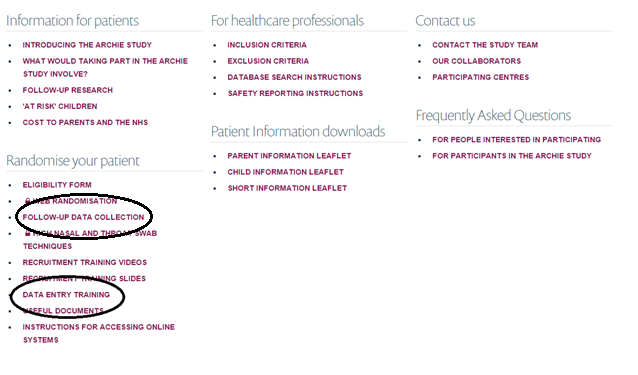 Information for patients
INTRODUCING THE ARCHIE STUDY
WHAT WOULD TAKING PART IN THE ARCHIE
STUDY INVOLVE?
FOLLOW-UP RESEARCH
'AT RISK' CHILDREN
COST TO PARENTS AND THE NHS
Randomise your patient
ELIGIBILITY FORM
WEB RANDOMISATION
FOLLOW-UP DATA COLLECTION
HIGH NASAL AND THROAT SWAB
TECHNIQUES
RECRUITMENT TRAINING VIDEOS
RECRUITMENT TRAINING SLIDES
DATA ENTRY TRAINING
USEFUL DOCUMENTS
INSTRUCTIONS FOR ACCESSING ONLINE
SYSTEMS
For healthcare professionals
INCLUSION CRITERIA
EXCLUSION CRITERIA
DATABASE SEARCH INSTRUCTIONS
SAFETY REPORTING INSTRUCTIONS
Patient Information downloads
PARENT INFORMATION LEAFLET
CHILD INFORMATION LEAFLET
SHORT INFORMATION LEAFLET
Contact us
CONTACT THE STUDY TEAM
OUR COLLABORATORS
PARTICIPATING CENTRES
Frequently Asked Questions
FOR PEOPLE INTERESTED IN PARTICIPATING
FOR PARTICIPANTS IN THE ARCHIE STUDY